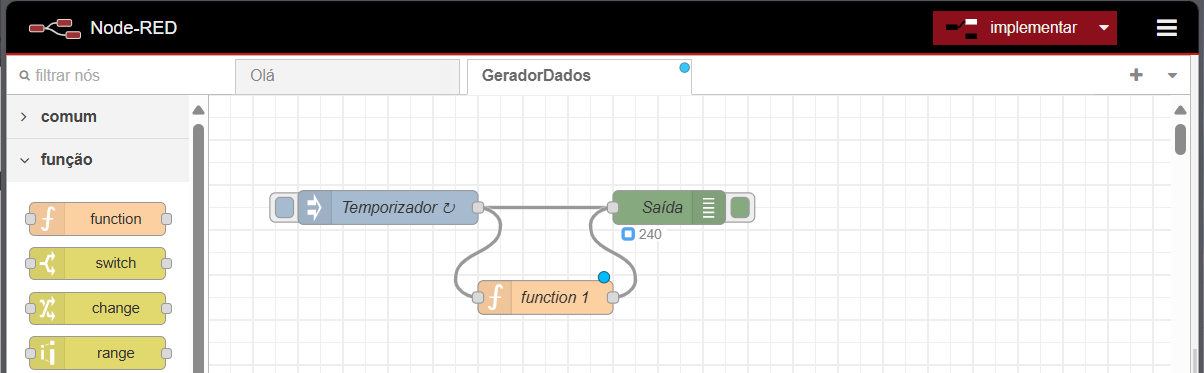 Node-RED
implementar
filtrar nós
Olá
GeradorDados
comum
função
function
switch
change
range
Temporizador ↻
Saída
240
function 1